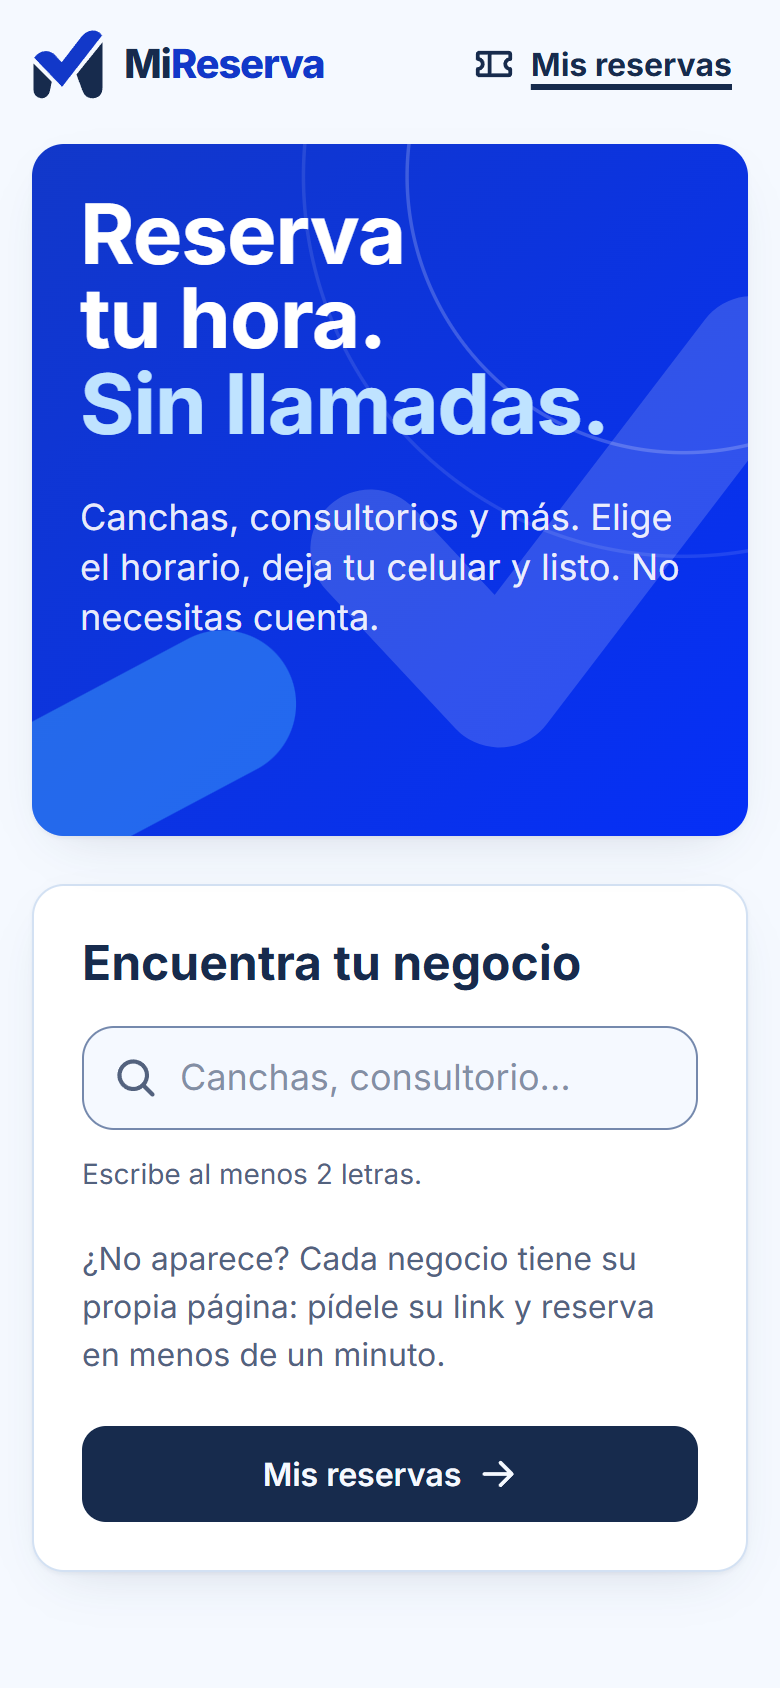 MiReserva
Mis reservas
Reserva
tu hora.
Sin llamadas.
Canchas, consultorios y más. Elige
el horario, deja tu celular y listo. No
necesitas cuenta.
Encuentra tu negocio
Canchas, consultorio...
Escribe al menos 2 letras.
¿No aparece? Cada negocio tiene su
propia página: pídele su link y reserva
en menos de un minuto.
Mis reservas →